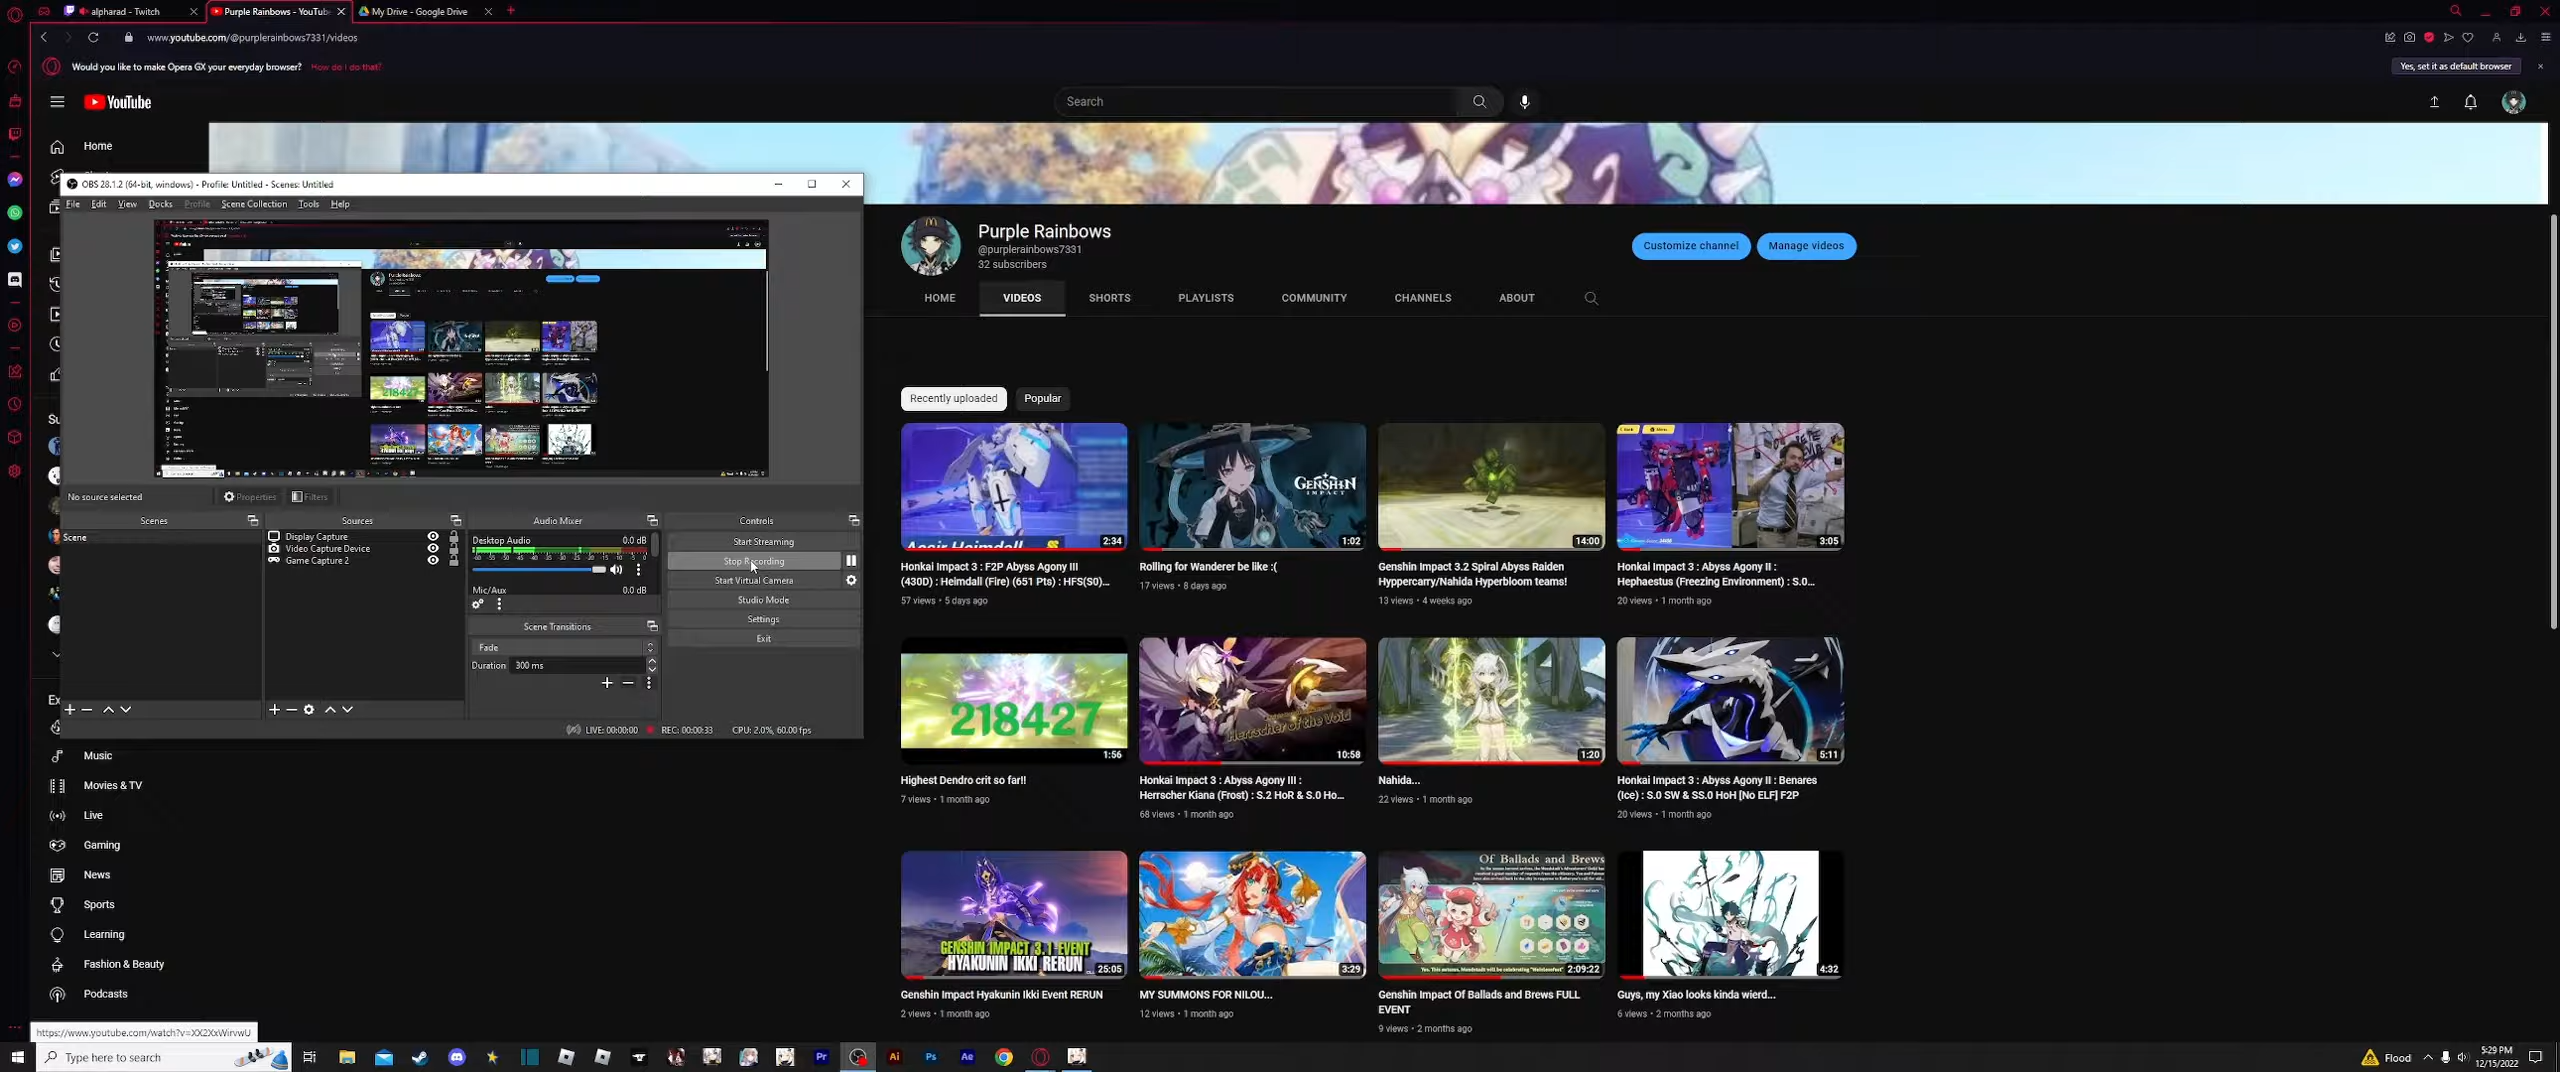 alpharad - Twitch
Purple Rainbows - YouTub
My Drive - Google Drive
www.youtube.com/@purplerainbows7331/videos
Would you like to make Opera GX your everyday browser?
How do I do that?
Yes, set it as default browser
YouTube
Search
Home
OBS 28.1.2 (64-bit, windows) - Profile: Untitled - Scenes: Untitled
File Edit View Docks Profile Scene Collection Tools Help
Purple Rainbows
@purplerainbows7331
32 subscribers
Customize channel
Manage videos
HOME VIDEOS SHORTS PLAYLISTS COMMUNITY CHANNELS ABOUT
Recently uploaded
Popular
No source selected
Properties
Filters
Scenes
Scene
Sources
Display Capture
Video Capture Device
Game Capture 2
Audio Mixer
Desktop Audio
0.0 dB
Mic/Aux
0.0 dB
Scene Transitions
Fade
Duration
300 ms
Controls
Start Streaming
Stop Recording
Start Virtual Camera
Studio Mode
Settings
Exit
LIVE: 00:00:00
REC: 00:00:33
CPU: 2.0%, 60.00 fps
Su
Ex
Music
Movies & TV
Live
Gaming
News
Sports
Learning
Fashion & Beauty
Podcasts
2:34
Honkai Impact 3 : F2P Abyss Agony III
(430D) : Heimdall (Fire) (651 Pts) : HFS(S0)...
57 views • 5 days ago
GENSHIN
IMPACT
1:02
Rolling for Wanderer be like :(
17 views • 8 days ago
14:00
Genshin Impact 3.2 Spiral Abyss Raiden
Hyppercarry/Nahida Hyperbloom teams!
13 views • 4 weeks ago
3:05
Honkai Impact 3 : Abyss Agony II :
Hephaestus (Freezing Environment) : S.0...
20 views • 1 month ago
218427
1:56
Highest Dendro crit so far!!
7 views • 1 month ago
Herrscher of the Void
10:58
Honkai Impact 3 : Abyss Agony III :
Herrscher Kiana (Frost) : S.2 HoR & S.0 Ho...
68 views • 1 month ago
1:20
Nahida...
22 views • 1 month ago
5:11
Honkai Impact 3 : Abyss Agony II : Benares
(Ice) : S.0 SW & SS.0 HoH [No ELF] F2P
20 views • 1 month ago
GENSHIN IMPACT 3.1 EVENT
HYAKUNIN IKKI RERUN
25:05
Genshin Impact Hyakunin Ikki Event RERUN
2 views • 1 month ago
3:29
MY SUMMONS FOR NILOU...
12 views • 1 month ago
Of Ballads and Brews
2:09:22
Genshin Impact Of Ballads and Brews FULL
EVENT
9 views • 2 months ago
4:32
Guys, my Xiao looks kinda wierd...
6 views • 2 months ago
https://www.youtube.com/watch?v=XX2XxWirvwU
Type here to search
Pr
Ai
Ps
Ae
Flood
5:29 PM
12/15/2022